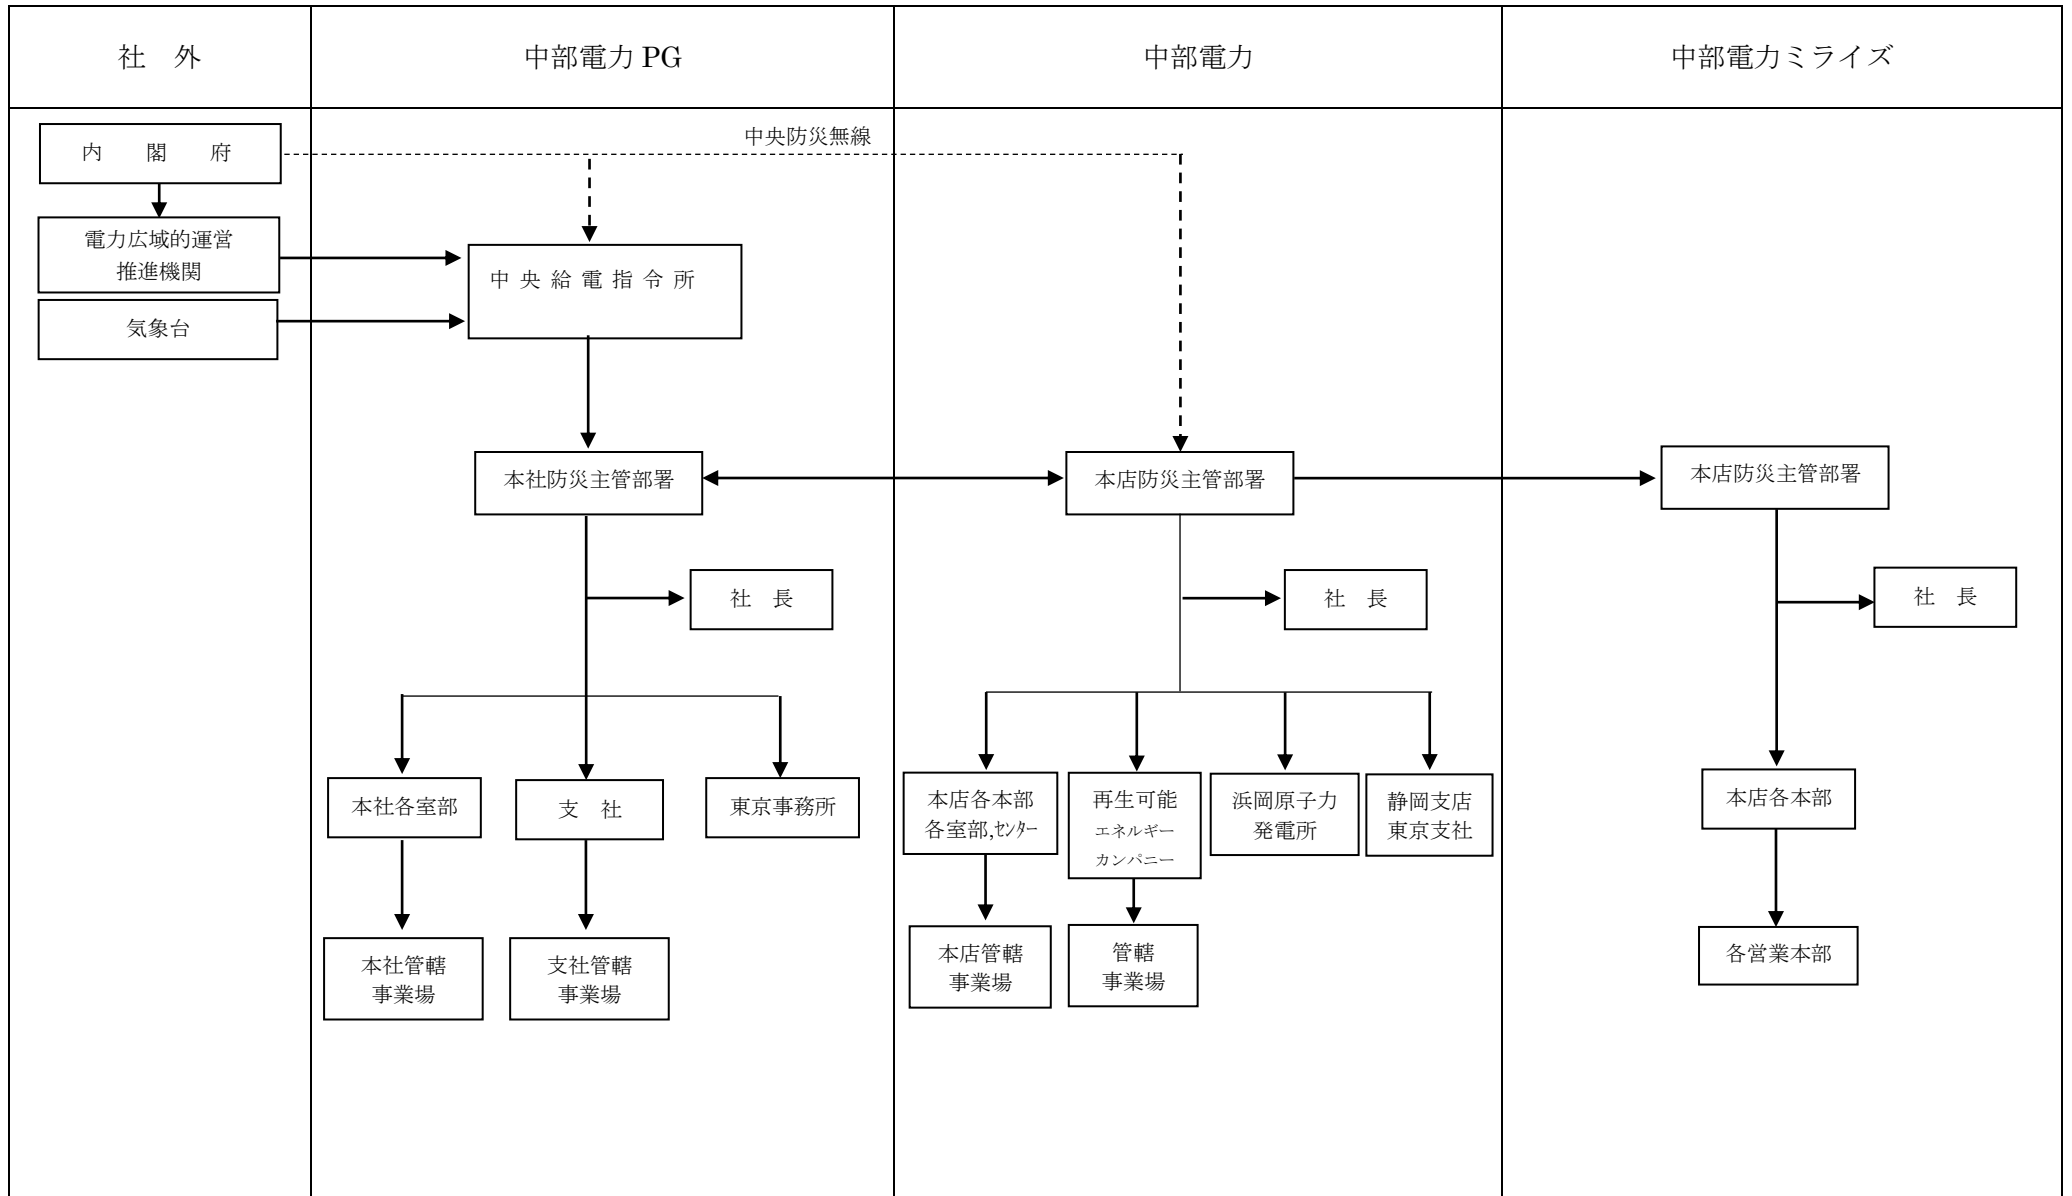 社　外
中部電力 PG
中部電力
中部電力ミライズ
内　閣　府
中央防災無線
電力広域的運営
推進機関
気象台
中央給電指令所
本社防災主管部署
本店防災主管部署
本店防災主管部署
社　長
社　長
社　長
本社各室部
支　社
東京事務所
本店各本部
各室部,ｾﾝﾀｰ
再生可能
エネルギー
カンパニー
浜岡原子力
発電所
静岡支店
東京支社
本店各本部
本社管轄
事業場
支社管轄
事業場
本店管轄
事業場
管轄
事業場
各営業本部